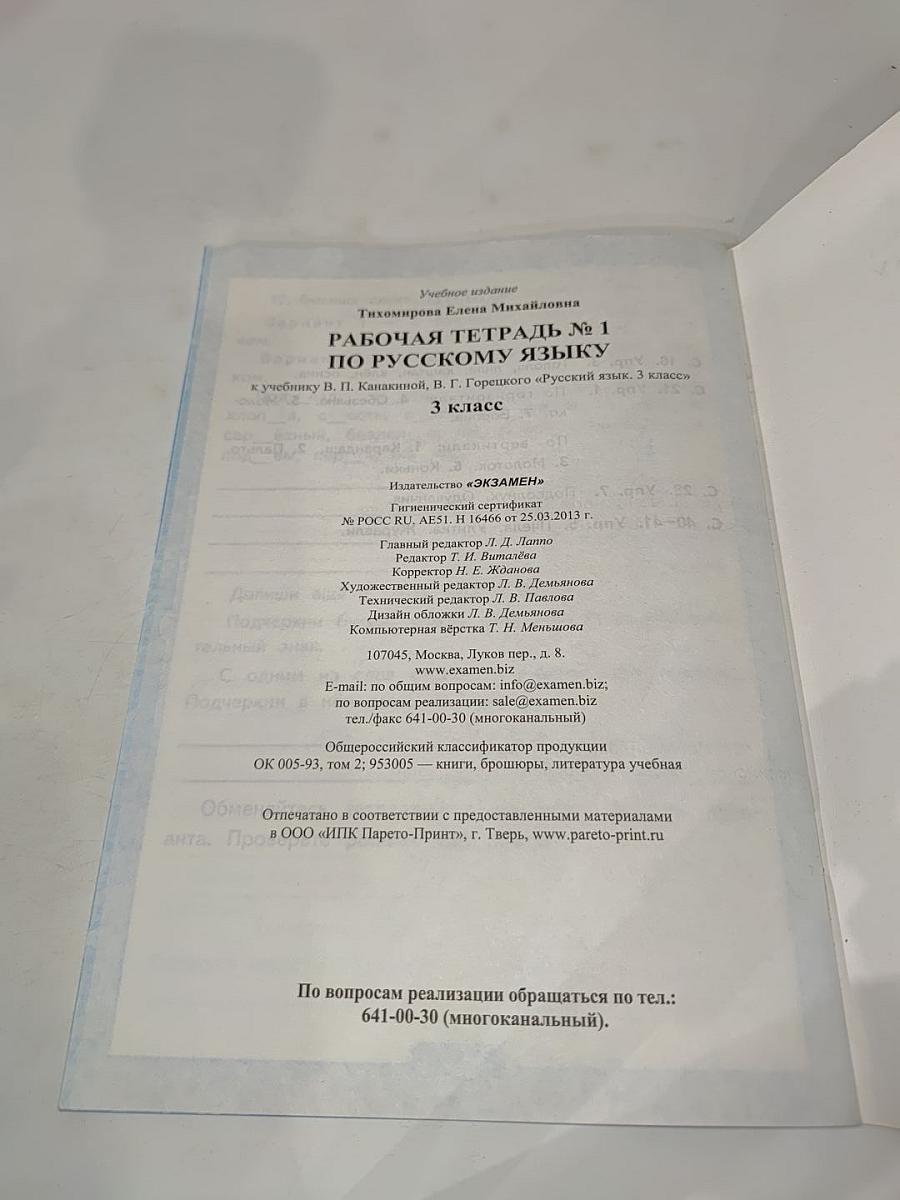 Учебное издание
Тихомирова Елена Михайловна
РАБОЧАЯ ТЕТРАДЬ № 1
ПО РУССКОМУ ЯЗЫКУ
к учебнику В. П. Канакиной, В. Г. Горецкого «Русский язык. 3 класс»
3 класс
Издательство «ЭКЗАМЕН»
Гигиенический сертификат
№ РОСС RU. АЕ51. Н 16466 от 25.03.2013 г.
Главный редактор Л. Д. Лаппо
Редактор Т. И. Виталёва
Корректор Н. Е. Жданова
Художественный редактор Л. В. Демьянова
Технический редактор Л. В. Павлова
Дизайн обложки Л. В. Демьянова
Компьютерная вёрстка Т. Н. Меньшова
107045, Москва, Луков пер., д. 8.
www.examen.biz
E-mail: по общим вопросам: info@examen.biz;
по вопросам реализации: sale@examen.biz
тел./факс 641-00-30 (многоканальный)
Общероссийский классификатор продукции
ОК 005-93, том 2; 953005 — книги, брошюры, литература учебная
Отпечатано в соответствии с предоставленными материалами
в ООО «ИПК Парето-Принт», г. Тверь, www.pareto-print.ru
По вопросам реализации обращаться по тел.:
641-00-30 (многоканальный).